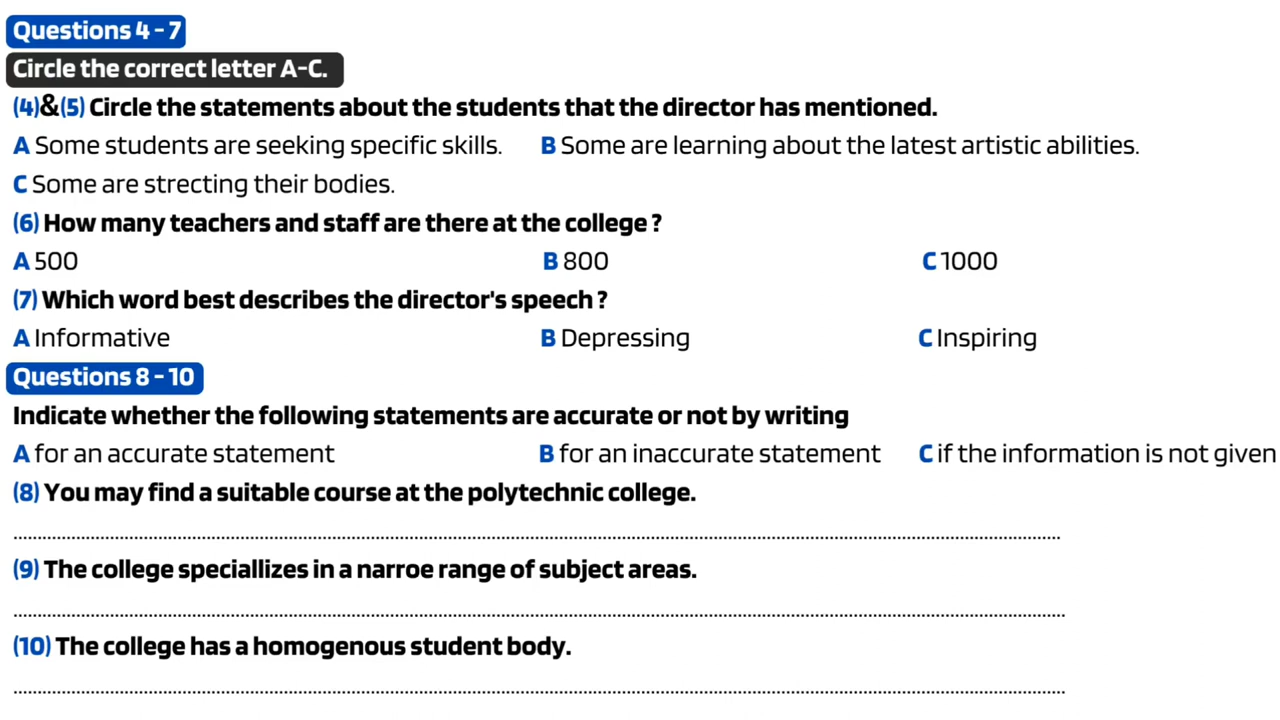 Questions 4 - 7
Circle the correct letter A-C.
(4)&(5) Circle the statements about the students that the director has mentioned.
A Some students are seeking specific skills. B Some are learning about the latest artistic abilities.
C Some are strecting their bodies.
(6) How many teachers and staff are there at the college ?
A 500 B 800 C 1000
(7) Which word best describes the director's speech ?
A Informative B Depressing C Inspiring
Questions 8 - 10
Indicate whether the following statements are accurate or not by writing
A for an accurate statement B for an inaccurate statement C if the information is not given
(8) You may find a suitable course at the polytechnic college.
(9) The college speciallizes in a narroe range of subject areas.
(10) The college has a homogenous student body.